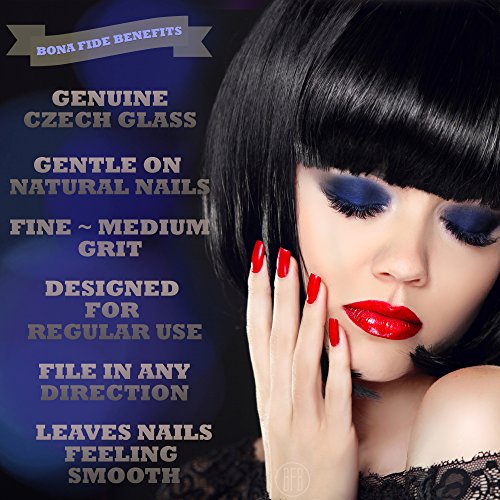 BONA FIDE BENEFITS
GENUINE
CZECH GLASS
GENTLE ON
NATURAL NAILS
FINE ~ MEDIUM
GRIT
DESIGNED
FOR
REGULAR USE
FILE IN ANY
DIRECTION
LEAVES NAILS
FEELING
SMOOTH
BFB